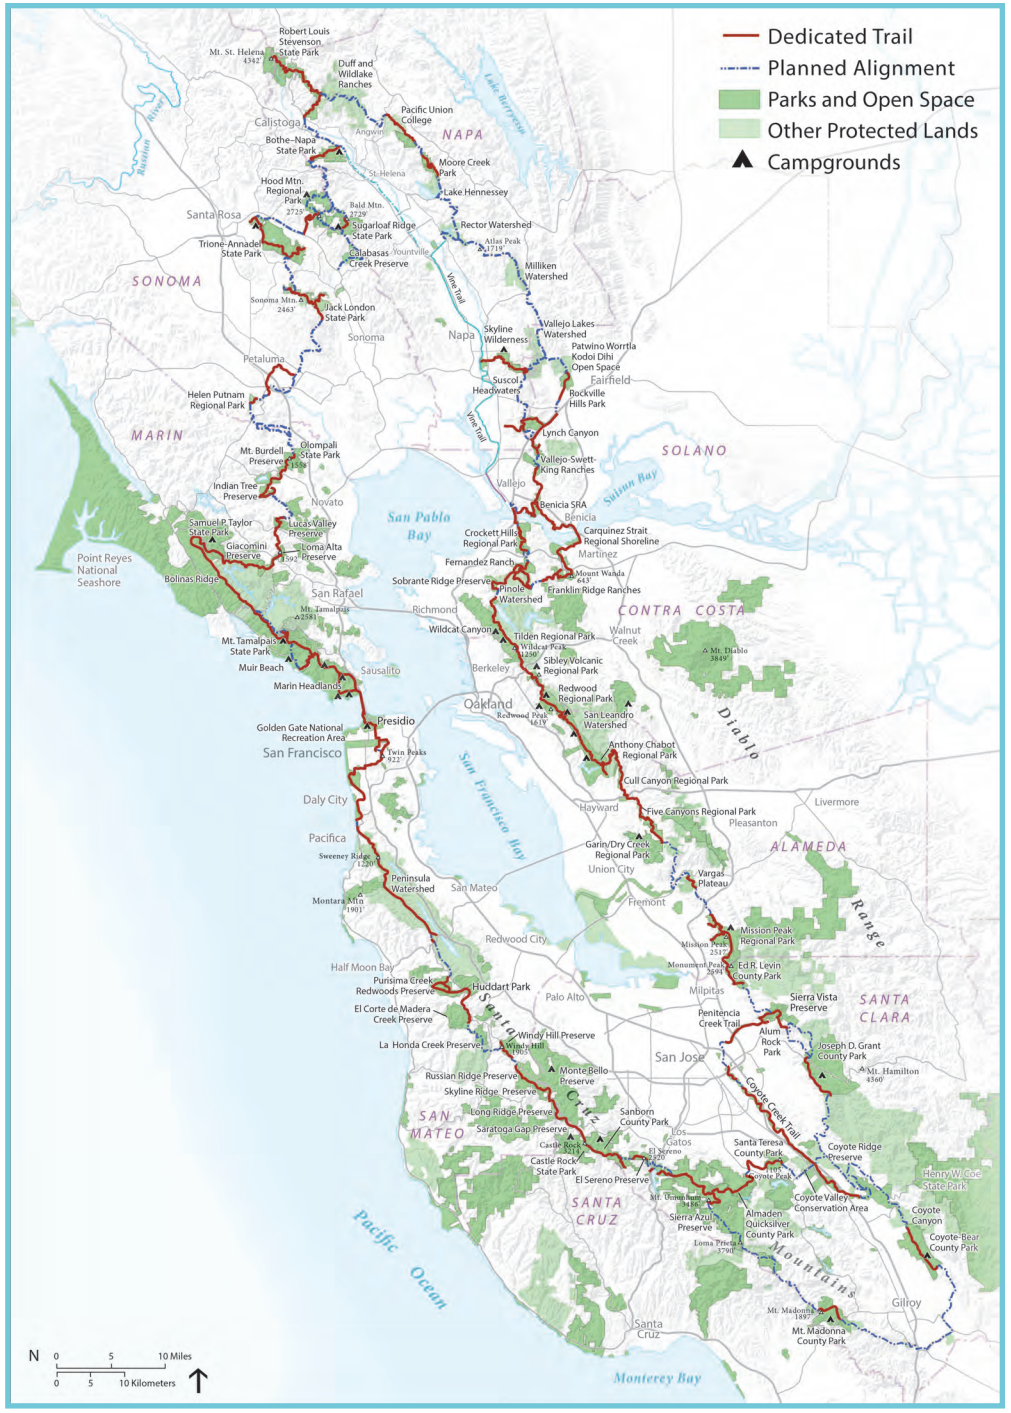 Dedicated Trail
Planned Alignment
Parks and Open Space
Other Protected Lands
Campgrounds
Robert Louis
Stevenson
State Park
Mt. St. Helena
4342'
Duff and
Wildlake
Ranches
Lake Berryessa
Russian
River
Calistoga
Angwin
Pacific Union
College
NAPA
Bothe–Napa
State Park
St. Helena
Moore Creek
Park
Hood Mtn.
Regional
Park
2725'
Bald Mtn.
2729'
Lake Hennessey
Santa Rosa
Sugarloaf Ridge
State Park
Rector Watershed
Trione-Annadel
State Park
Calabasas
Creek Preserve
Yountville
Atlas Peak
1719'
Milliken
Watershed
SONOMA
Vine Trail
Sonoma Mtn.
2463'
Jack London
State Park
Sonoma
Napa
Skyline
Wilderness
Vallejo Lakes
Watershed
Patwino Worrtla
Kodoi Dihi
Open Space
Petaluma
Suscol
Headwaters
Fairfield
Helen Putnam
Regional Park
Rockville
Hills Park
Vine Trail
Lynch Canyon
MARIN
SOLANO
Mt. Burdell
Preserve
Olompali
State Park
1558'
Vallejo-Swett-
King Ranches
Indian Tree
Preserve
Vallejo
Suisun Bay
Novato
Benicia SRA
Benicia
San Pablo
Bay
Samuel P. Taylor
State Park
Lucas Valley
Preserve
Crockett Hills
Regional Park
Carquinez Strait
Regional Shoreline
Giacomini
Preserve
Loma Alta
Preserve
1592'
Martinez
Point Reyes
National
Seashore
Fernandez Ranch
Bolinas Ridge
Sobrante Ridge Preserve
Mount Wanda
643'
San Rafael
Pinole
Watershed
Franklin Ridge Ranches
Mt. Tamalpais
2581'
Richmond
CONTRA COSTA
Wildcat Canyon
Walnut
Creek
Mt. Tamalpais
State Park
Tilden Regional Park
Wildcat Peak
1250'
Mt. Diablo
3849'
Muir Beach
Sausalito
Berkeley
Sibley Volcanic
Regional Park
Marin Headlands
Redwood
Regional Park
Oakland
Redwood Peak
1619'
San Leandro
Watershed
Diablo
Range
Golden Gate National
Recreation Area
Presidio
San Francisco
Twin Peaks
922'
San Francisco Bay
Anthony Chabot
Regional Park
Cull Canyon Regional Park
Daly City
Hayward
Five Canyons Regional Park
Livermore
Pleasanton
Pacifica
Garin/Dry Creek
Regional Park
ALAMEDA
Sweeney Ridge
1220'
Union City
Peninsula
Watershed
San Mateo
Vargas
Plateau
Montara Mtn
1901'
Fremont
Mission Peak
Regional Park
Mission Peak
2517'
Redwood City
Monument Peak
2594'
Ed R. Levin
County Park
Half Moon Bay
Purisima Creek
Redwoods Preserve
Huddart Park
Milpitas
Palo Alto
Sierra Vista
Preserve
SANTA
CLARA
El Corte de Madera
Creek Preserve
Penitencia
Creek Trail
Santa
Cruz
Mountains
Windy Hill Preserve
Alum
Rock
Park
La Honda Creek Preserve
Windy Hill
1905'
Joseph D. Grant
County Park
San Jose
Monte Bello
Preserve
Mt. Hamilton
4360'
Russian Ridge Preserve
Skyline Ridge Preserve
Coyote Creek Trail
SAN
MATEO
Long Ridge Preserve
Sanborn
County Park
Saratoga Gap Preserve
Los
Gatos
Castle Rock
3214'
El Sereno
2520'
Santa Teresa
County Park
Coyote Ridge
Preserve
Castle Rock
State Park
El Sereno Preserve
1105'
Coyote Peak
Henry W. Coe
State Park
SANTA
CRUZ
Mt. Umunhum
3486'
Coyote Valley
Conservation Area
Sierra Azul
Preserve
Almaden
Quicksilver
County Park
Coyote
Canyon
Pacific
Ocean
Loma Prieta
3790'
Coyote-Bear
County Park
Gilroy
Mt. Madonna
1897'
Mt. Madonna
County Park
Santa
Cruz
Monterey Bay
N
0 5 10 Miles
0 5 10 Kilometers